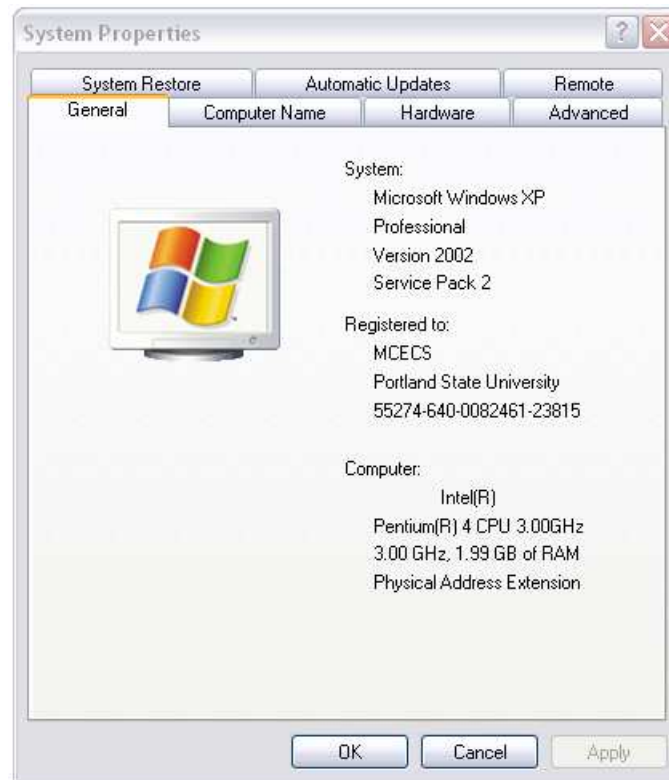 System Properties
System Restore Automatic Updates Remote
General Computer Name Hardware Advanced
System:
Microsoft Windows XP
Professional
Version 2002
Service Pack 2
Registered to:
MCECS
Portland State University
55274-640-0082461-23815
Computer:
Intel(R)
Pentium(R) 4 CPU 3.00GHz
3.00 GHz, 1.99 GB of RAM
Physical Address Extension
OK Cancel Apply